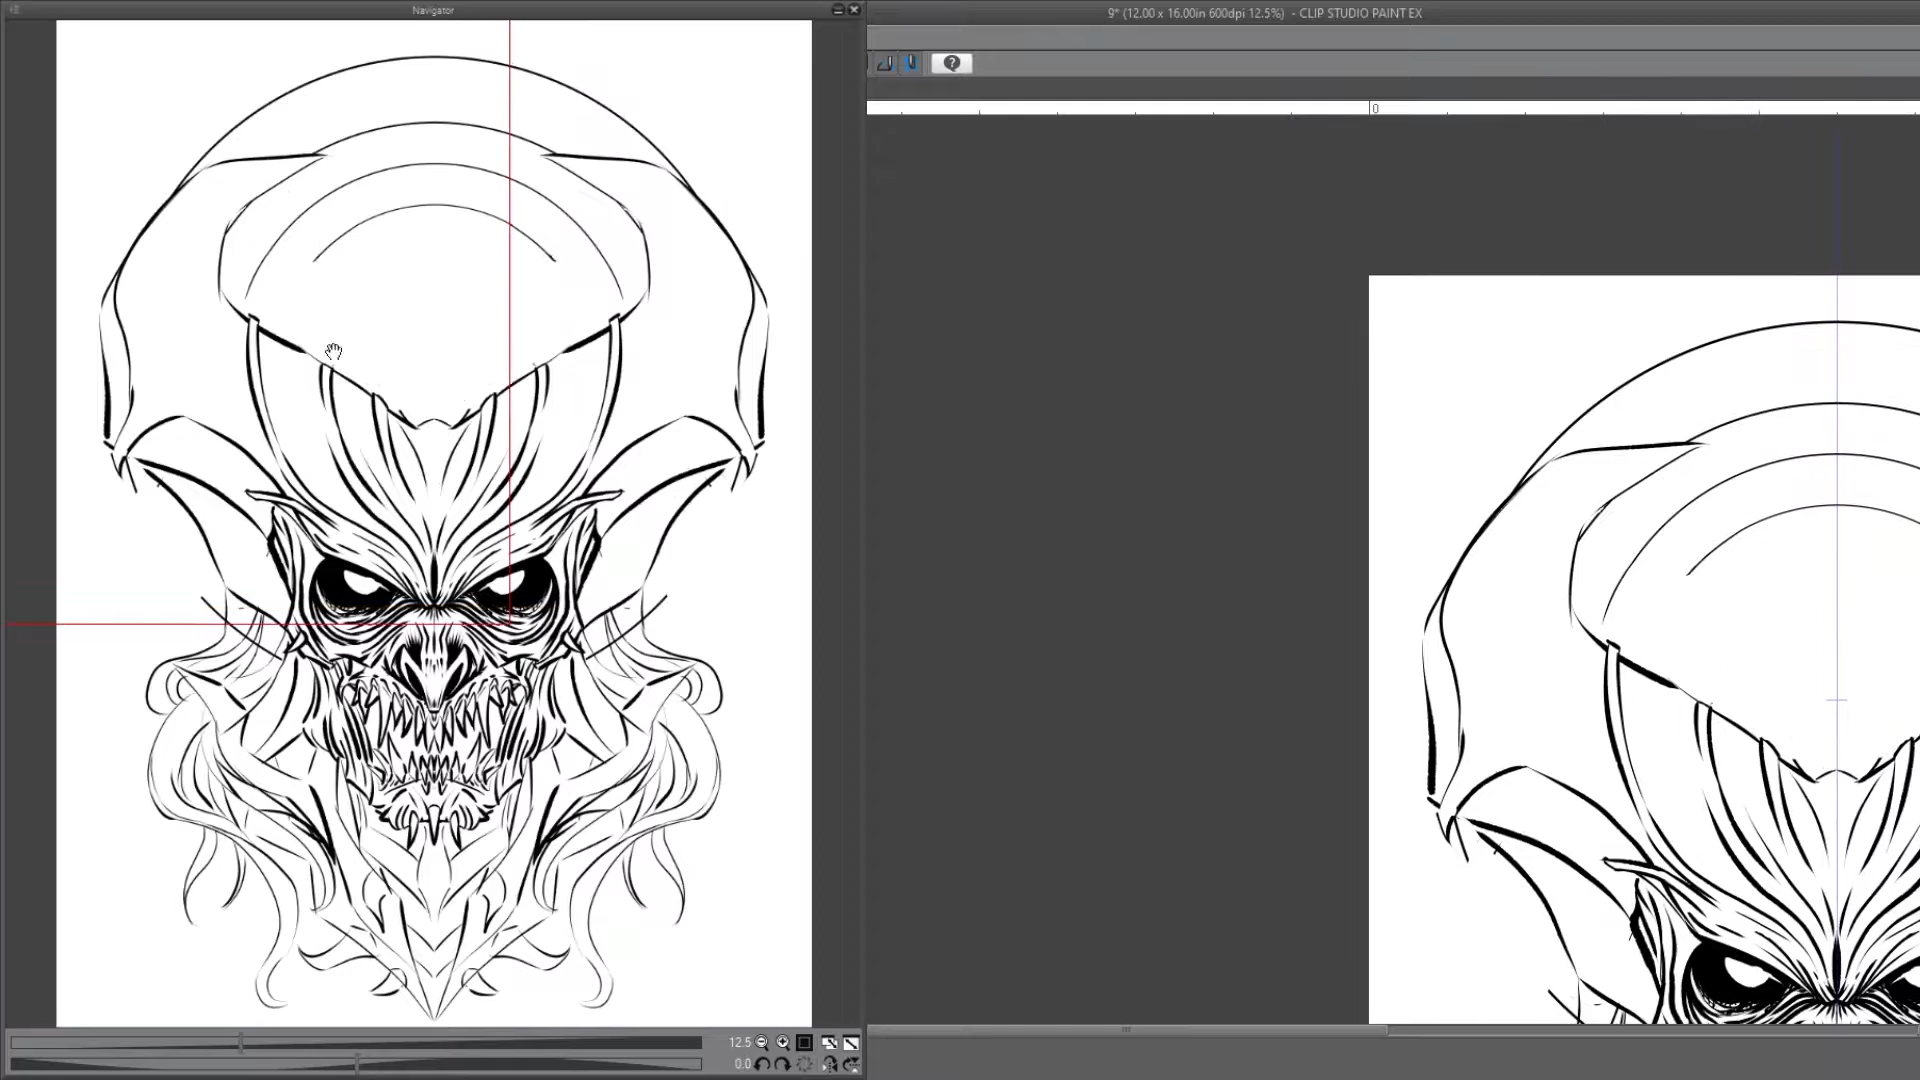 Navigator
9* (12.00 x 16.00in 600dpi 12.5%) - CLIP STUDIO PAINT EX
0
12.5
0.0